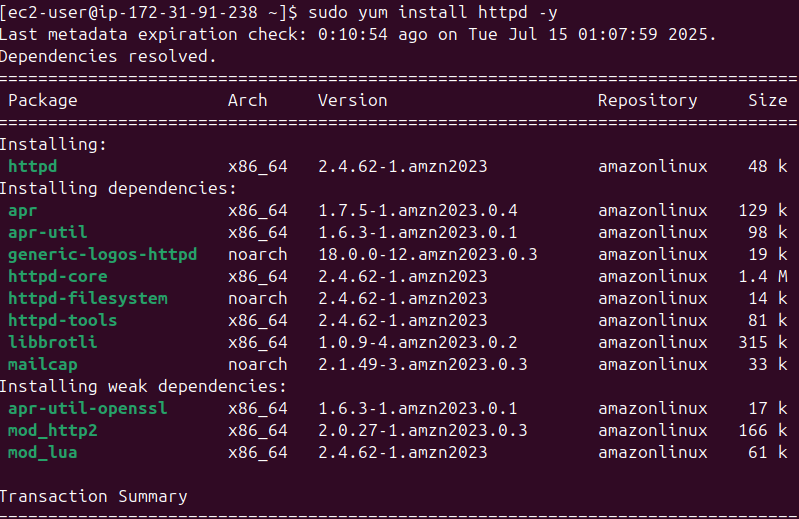 [ec2-user@ip-172-31-91-238 ~]$ sudo yum install httpd -y
Last metadata expiration check: 0:10:54 ago on Tue Jul 15 01:07:59 2025.
Dependencies resolved.
================================================================================
 Package                Arch     Version                     Repository     Size
================================================================================
Installing:
 httpd                  x86_64   2.4.62-1.amzn2023           amazonlinux    48 k
Installing dependencies:
 apr                    x86_64   1.7.5-1.amzn2023.0.4        amazonlinux   129 k
 apr-util               x86_64   1.6.3-1.amzn2023.0.1        amazonlinux    98 k
 generic-logos-httpd    noarch   18.0.0-12.amzn2023.0.3      amazonlinux    19 k
 httpd-core             x86_64   2.4.62-1.amzn2023           amazonlinux   1.4 M
 httpd-filesystem       noarch   2.4.62-1.amzn2023           amazonlinux    14 k
 httpd-tools            x86_64   2.4.62-1.amzn2023           amazonlinux    81 k
 libbrotli              x86_64   1.0.9-4.amzn2023.0.2        amazonlinux   315 k
 mailcap                noarch   2.1.49-3.amzn2023.0.3       amazonlinux    33 k
Installing weak dependencies:
 apr-util-openssl       x86_64   1.6.3-1.amzn2023.0.1        amazonlinux    17 k
 mod_http2              x86_64   2.0.27-1.amzn2023.0.3       amazonlinux   166 k
 mod_lua                x86_64   2.4.62-1.amzn2023           amazonlinux    61 k

Transaction Summary
================================================================================